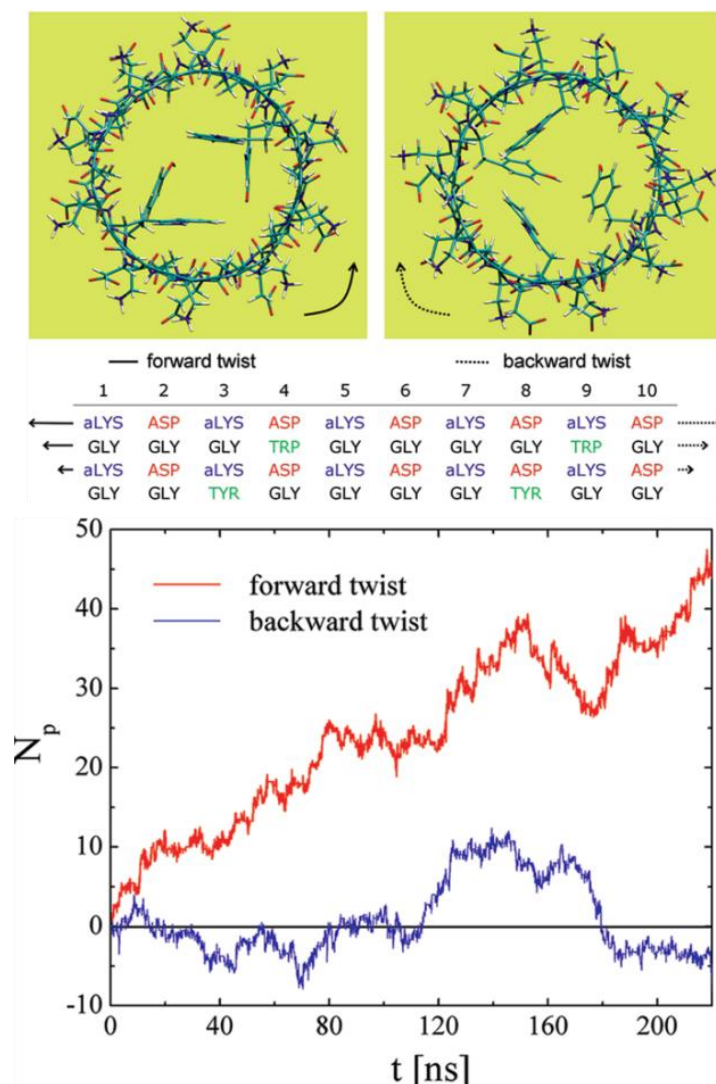 forward twist backward twist
1 2 3 4 5 6 7 8 9 10
aLYS ASP aLYS ASP aLYS ASP aLYS ASP aLYS ASP
GLY GLY GLY TRP GLY GLY GLY GLY TRP GLY
aLYS ASP aLYS ASP aLYS ASP aLYS ASP aLYS ASP
GLY GLY TYR GLY GLY GLY GLY TYR GLY GLY
50
40
30
20
10
0
-10
N_p
forward twist
backward twist
0 40 80 120 160 200
t [ns]